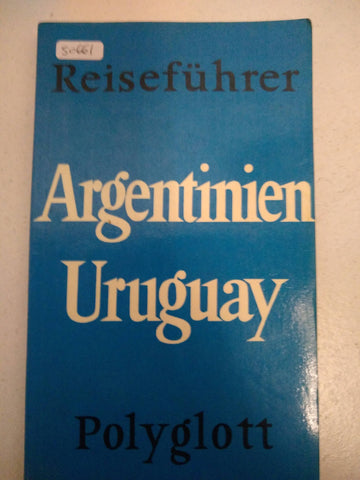 50661
Reiseführer
Argentinien
Uruguay
Polyglott